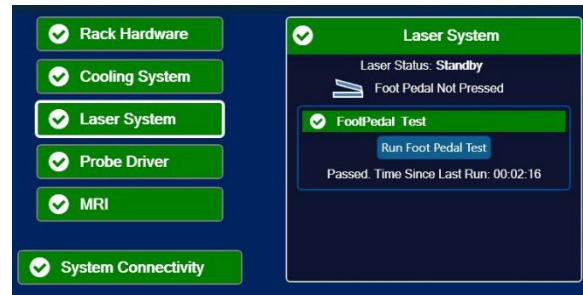 Rack Hardware
Cooling System
Laser System
Probe Driver
MRI
System Connectivity
Laser System
Laser Status: Standby
Foot Pedal Not Pressed
FootPedal Test
Run Foot Pedal Test
Passed. Time Since Last Run: 00:02:16